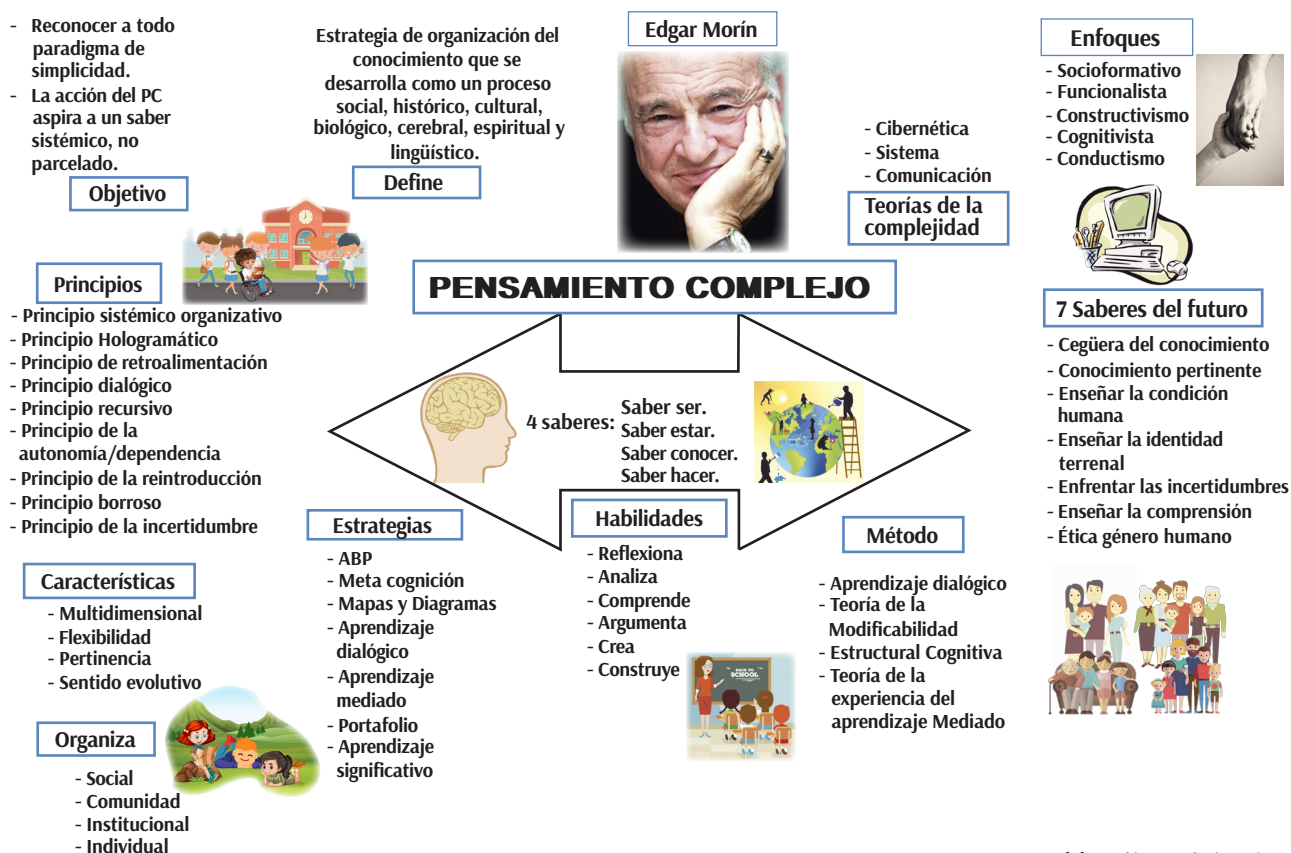 - Reconocer a todo
paradigma de
simplicidad.
- La acción del PC
aspira a un saber
sistémico, no
parcelado.
Objetivo
Estrategia de organización del
conocimiento que se
desarrolla como un proceso
social, histórico, cultural,
biológico, cerebral, espiritual y
lingüístico.
Define
Edgar Morín
- Cibernética
- Sistema
- Comunicación
Teorías de la
complejidad
Enfoques
- Socioformativo
- Funcionalista
- Constructivismo
- Cognitivista
- Conductismo
PENSAMIENTO COMPLEJO
Principios
- Principio sistémico organizativo
- Principio Hologramático
- Principio de retroalimentación
- Principio dialógico
- Principio recursivo
- Principio de la
autonomía/dependencia
- Principio de la reintroducción
- Principio borroso
- Principio de la incertidumbre
4 saberes:
Saber ser.
Saber estar.
Saber conocer.
Saber hacer.
7 Saberes del futuro
- Cegüera del conocimiento
- Conocimiento pertinente
- Enseñar la condición
humana
- Enseñar la identidad
terrenal
- Enfrentar las incertidumbres
- Enseñar la comprensión
- Ética género humano
Característícas
- Multidimensional
- Flexibilidad
- Pertinencia
- Sentido evolutivo
Organiza
- Social
- Comunidad
- Institucional
- Individual
Estrategias
- ABP
- Meta cognición
- Mapas y Diagramas
- Aprendizaje
dialógico
- Aprendizaje
mediado
- Portafolio
- Aprendizaje
significativo
Habilidades
- Reflexiona
- Analiza
- Comprende
- Argumenta
- Crea
- Construye
BACK TO
SCHOOL
Método
- Aprendizaje dialógico
- Teoría de la
Modificabilidad
- Estructural Cognitiva
- Teoría de la
experiencia del
aprendizaje Mediado